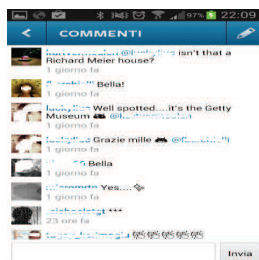 97% 22:09
COMMENTI
isn't that a
Richard Meier house?
1 giorno fa
Bella!
1 giorno fa
Well spotted....it's the Getty
Museum
1 giorno fa
Grazie mille
1 giorno fa
Bella
1 giorno fa
Yes....
1 giorno fa
***
23 ore fa
Invia